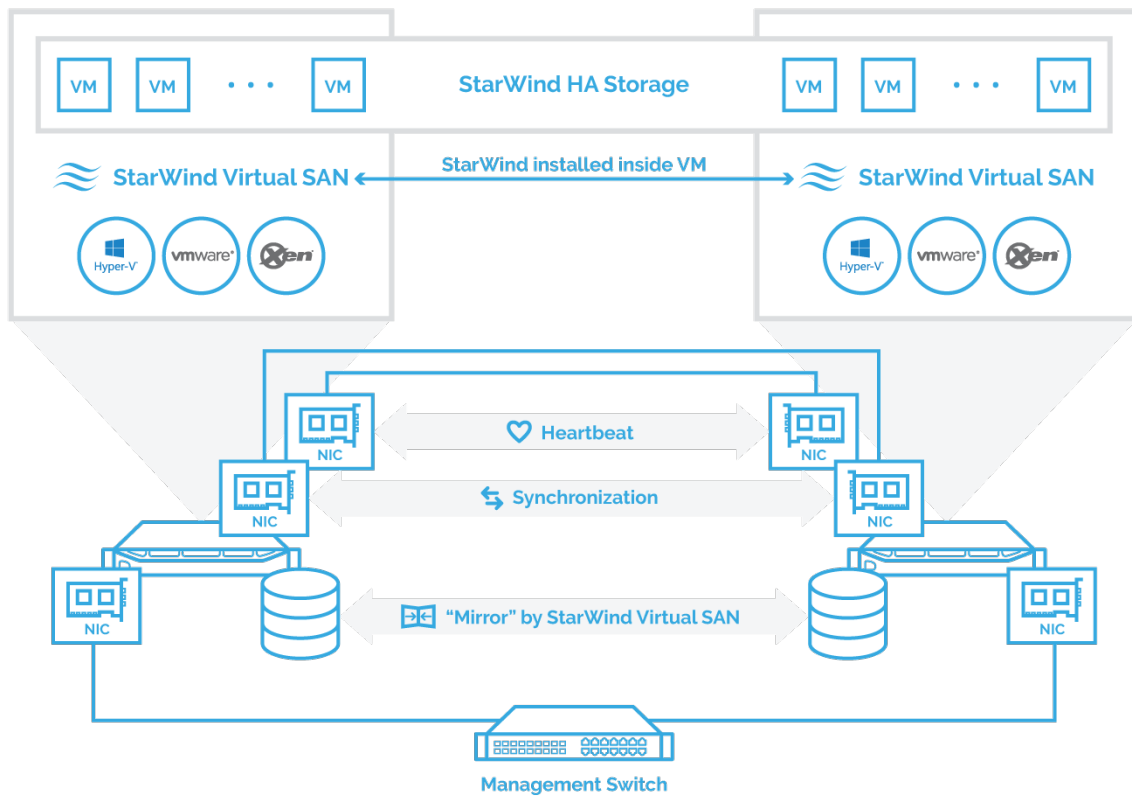 VM VM VM StarWind HA Storage VM VM VM
StarWind installed inside VM
StarWind Virtual SAN StarWind Virtual SAN
Hyper-V vmware Xen Hyper-V vmware Xen
NIC Heartbeat NIC
NIC Synchronization NIC
NIC "Mirror" by StarWind Virtual SAN NIC
Management Switch